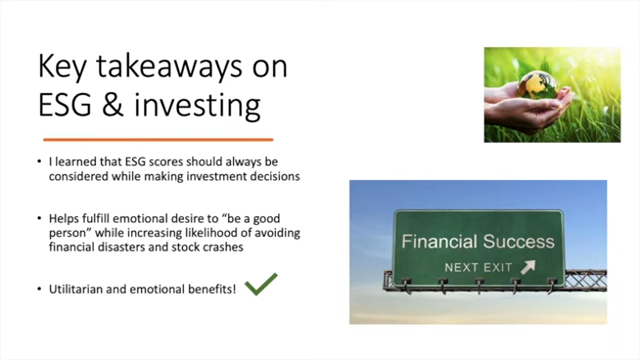 Key takeaways on
ESG & investing
• I learned that ESG scores should always be
considered while making investment decisions
• Helps fulfill emotional desire to “be a good
person” while increasing likelihood of avoiding
financial disasters and stock crashes
• Utilitarian and emotional benefits!
Financial Success
NEXT EXIT